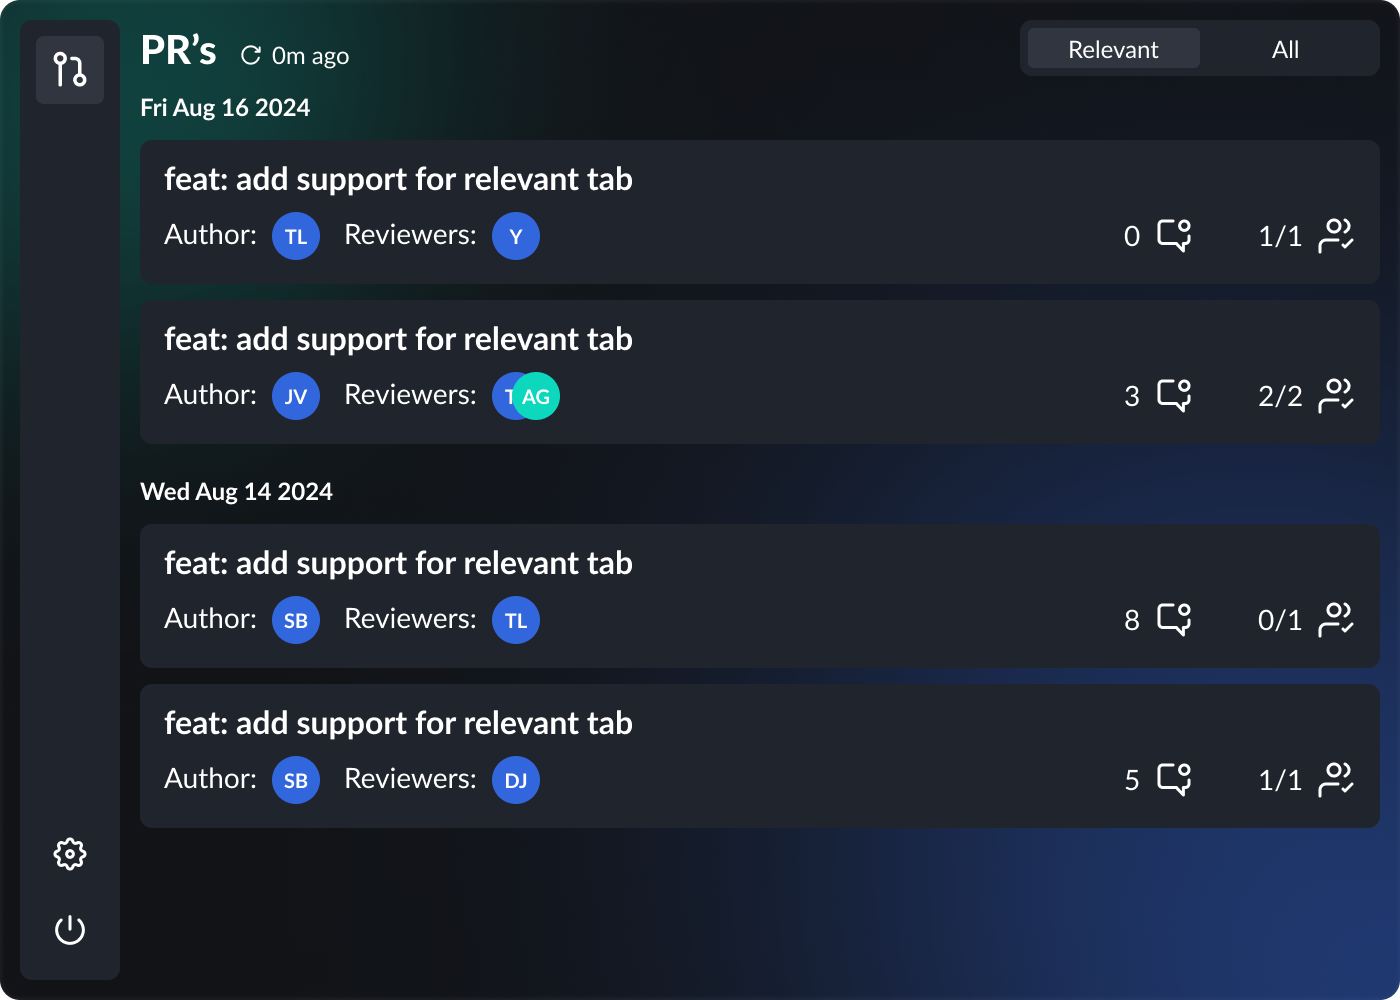 PR’s 0m ago Relevant All
Fri Aug 16 2024
feat: add support for relevant tab
Author: TL Reviewers: Y 0 1/1
feat: add support for relevant tab
Author: JV Reviewers: AG 3 2/2
Wed Aug 14 2024
feat: add support for relevant tab
Author: SB Reviewers: TL 8 0/1
feat: add support for relevant tab
Author: SB Reviewers: DJ 5 1/1